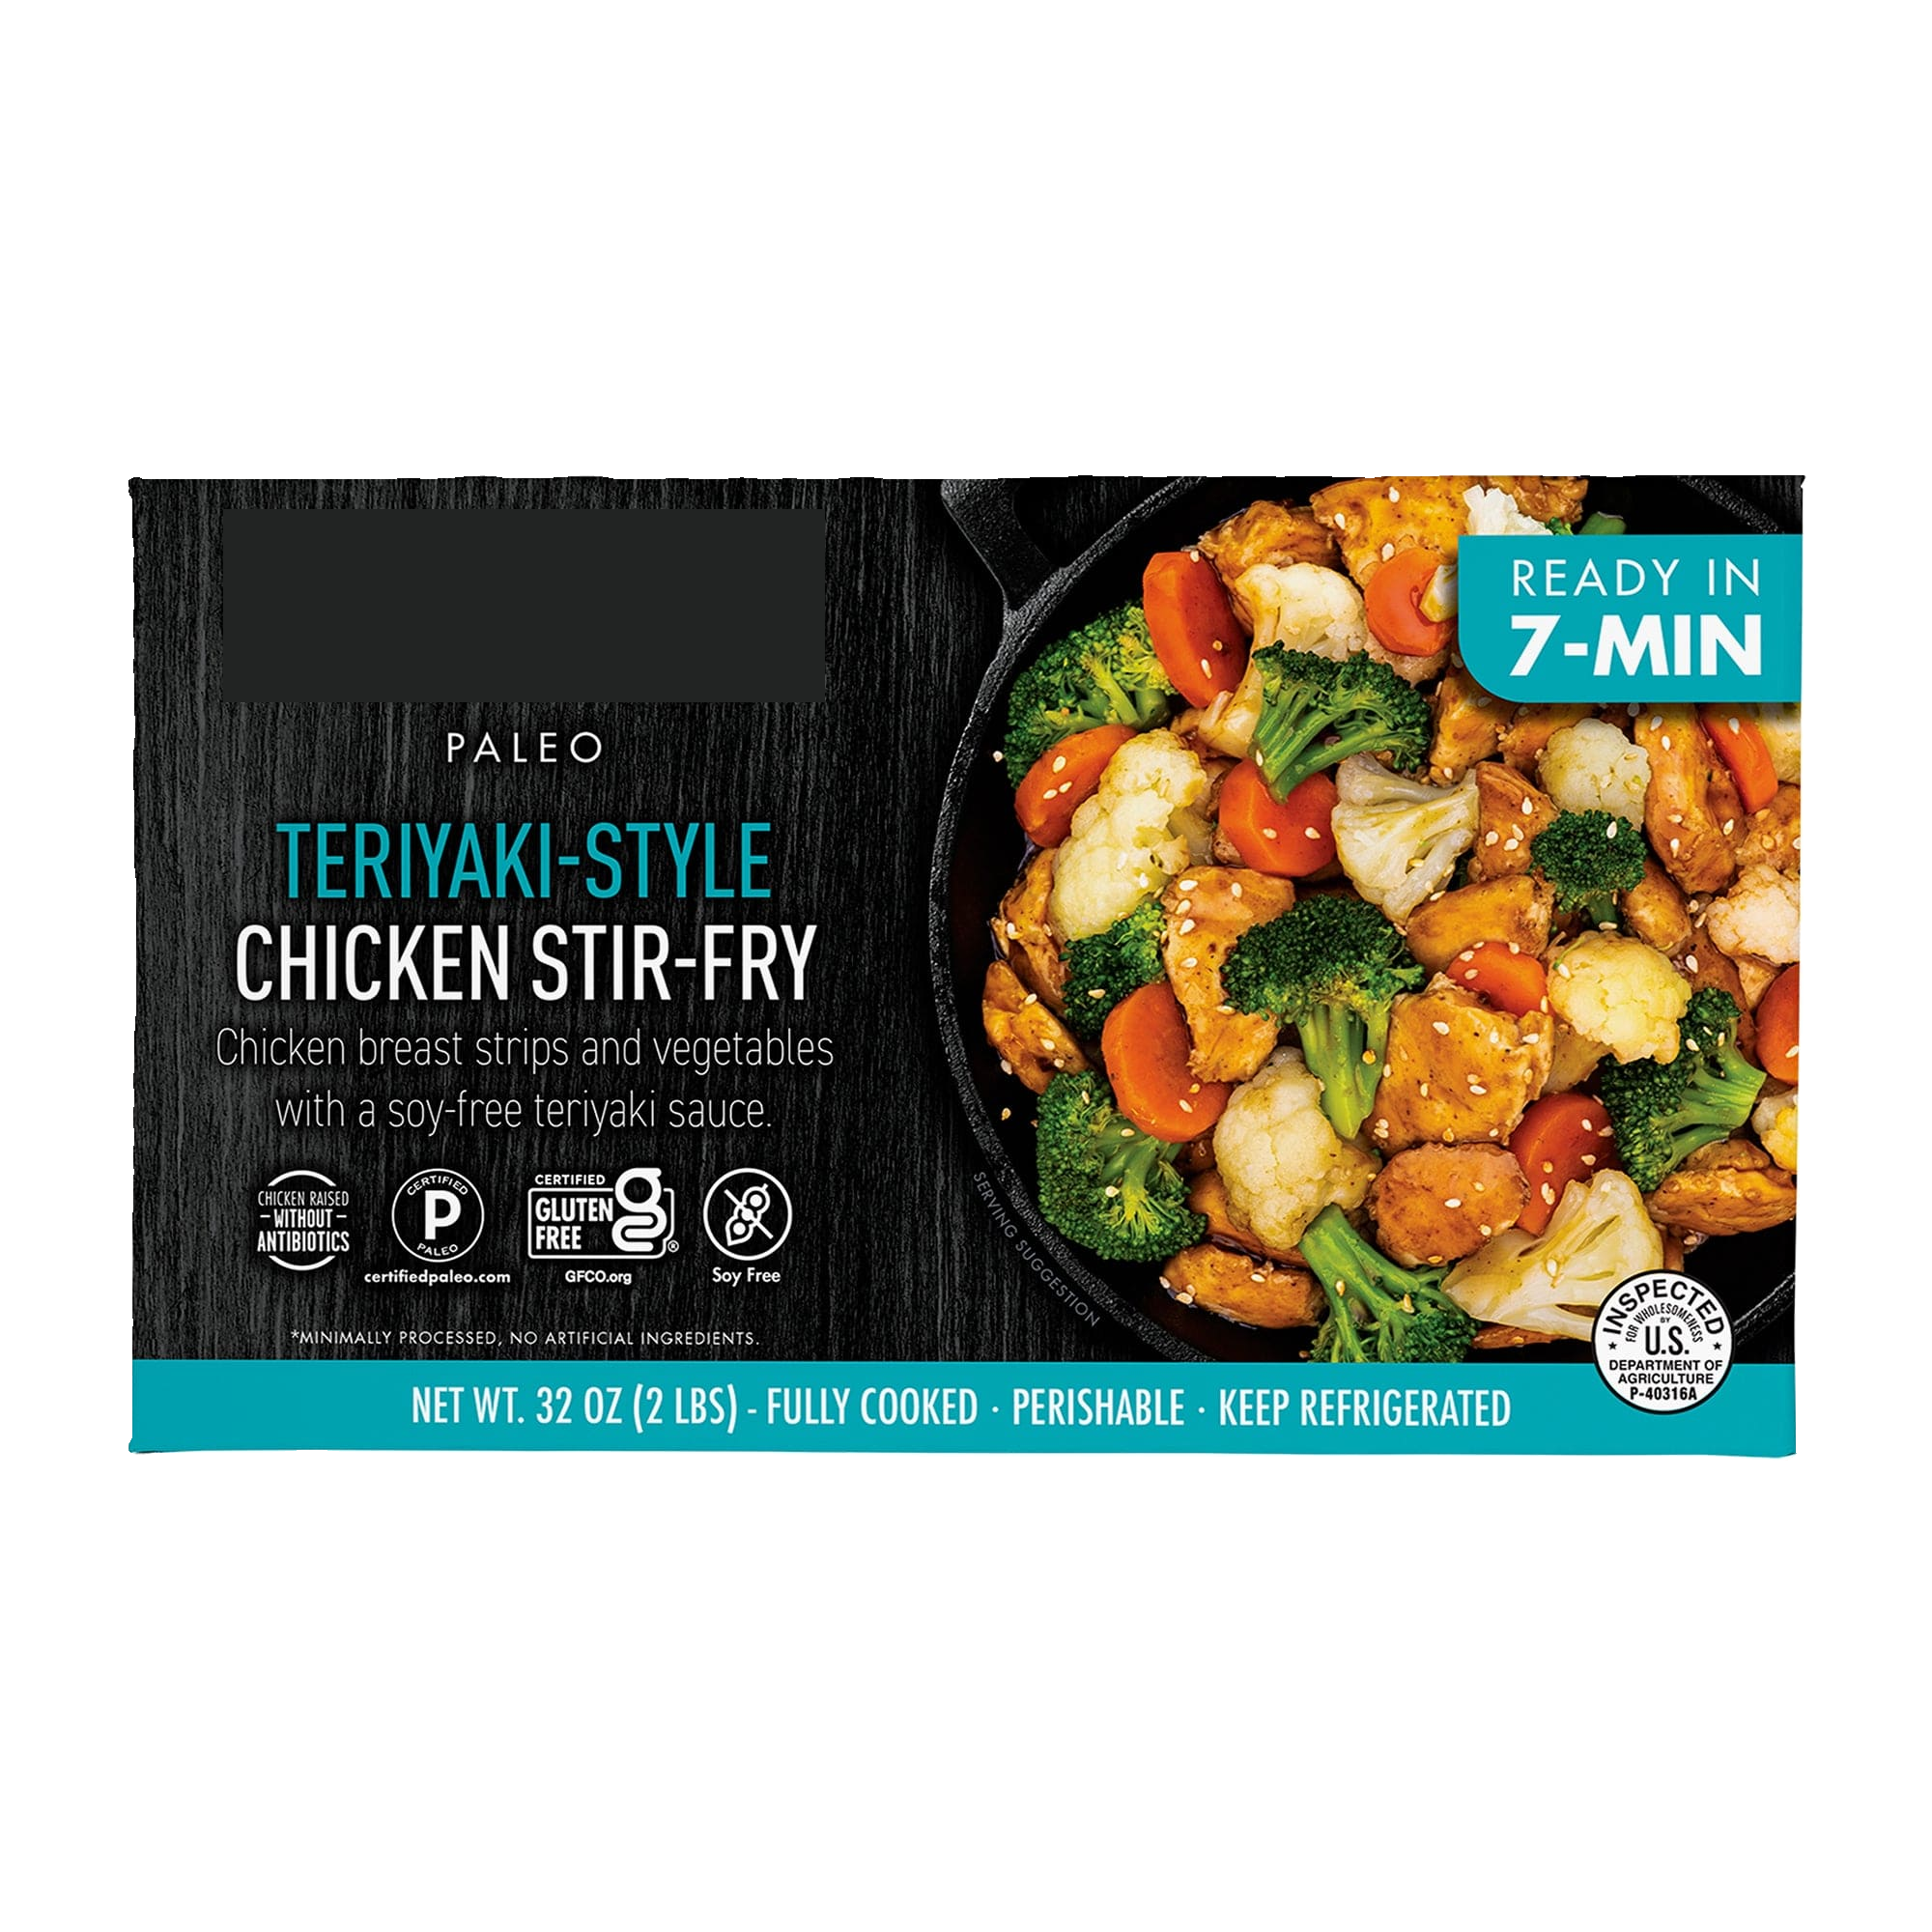 READY IN
7-MIN
PALEO
TERIYAKI-STYLE
CHICKEN STIR-FRY
Chicken breast strips and vegetables
with a soy-free teriyaki sauce.
CHICKEN RAISED
WITHOUT
ANTIBIOTICS
CERTIFIED
P
PALEO
certifiedpaleo.com
CERTIFIED
GLUTEN
FREE
®
GFCO.org
Soy Free
*MINIMALLY PROCESSED, NO ARTIFICIAL INGREDIENTS.
SERVING SUGGESTION
INSPECTED
FOR WHOLESOMENESS
BY
U.S.
DEPARTMENT OF
AGRICULTURE
P-40316A
NET WT. 32 OZ (2 LBS) - FULLY COOKED · PERISHABLE · KEEP REFRIGERATED